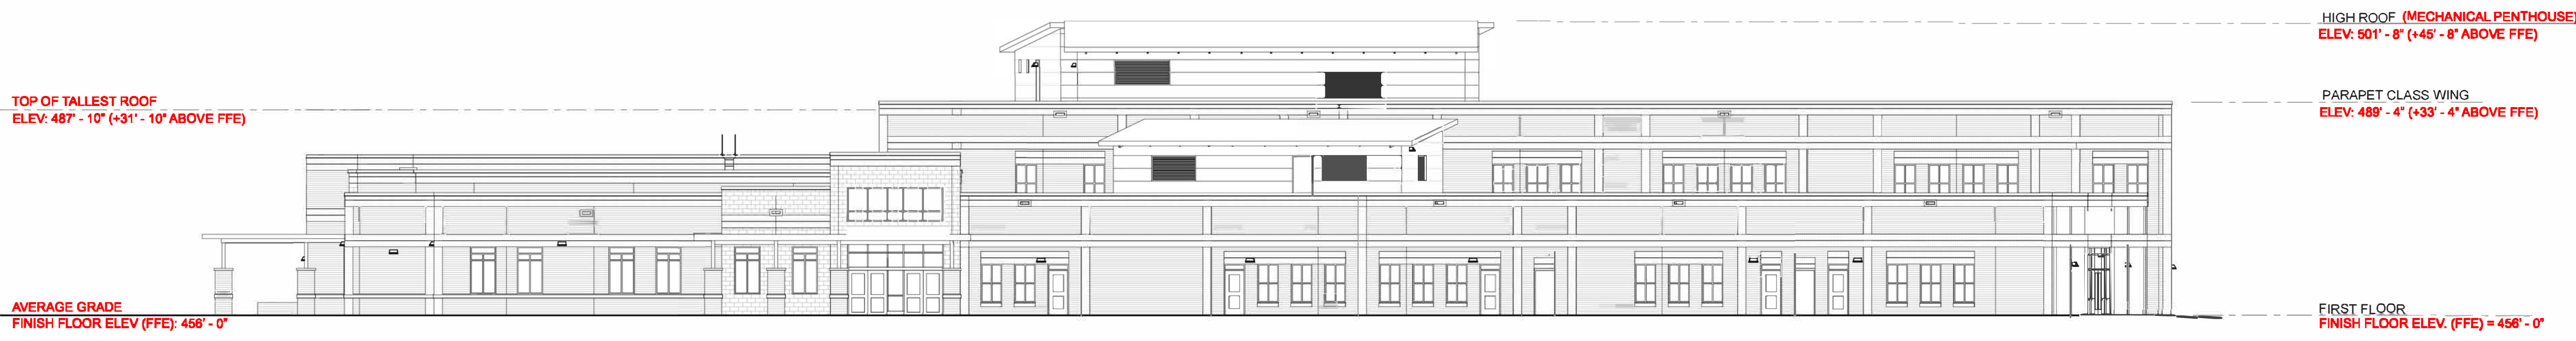 HIGH ROOF (MECHANICAL PENTHOUSE)
ELEV: 501' - 8" (+45' - 8" ABOVE FFE)
TOP OF TALLEST ROOF
ELEV: 487' - 10" (+31' - 10" ABOVE FFE)
PARAPET CLASS WING
ELEV: 489' - 4" (+33' - 4" ABOVE FFE)
AVERAGE GRADE
FINISH FLOOR ELEV (FFE): 456' - 0"
FIRST FLOOR
FINISH FLOOR ELEV. (FFE) = 456' - 0"